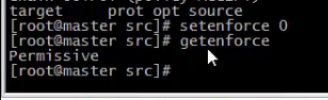 target     prot opt source
[root@master src]# setenforce 0
[root@master src]# getenforce
Permissive
[root@master src]#